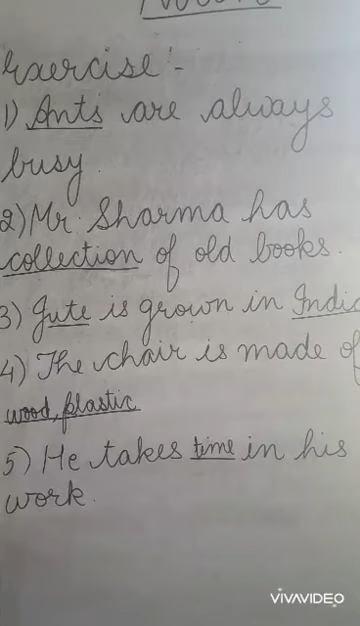 Exercise:-
1) Ants are always
busy.
2) Mr. Sharma has
collection of old books.
3) Jute is grown in India
4) The chair is made of
wood, plastic
5) He takes time in his
work.
VIVAVIDEO